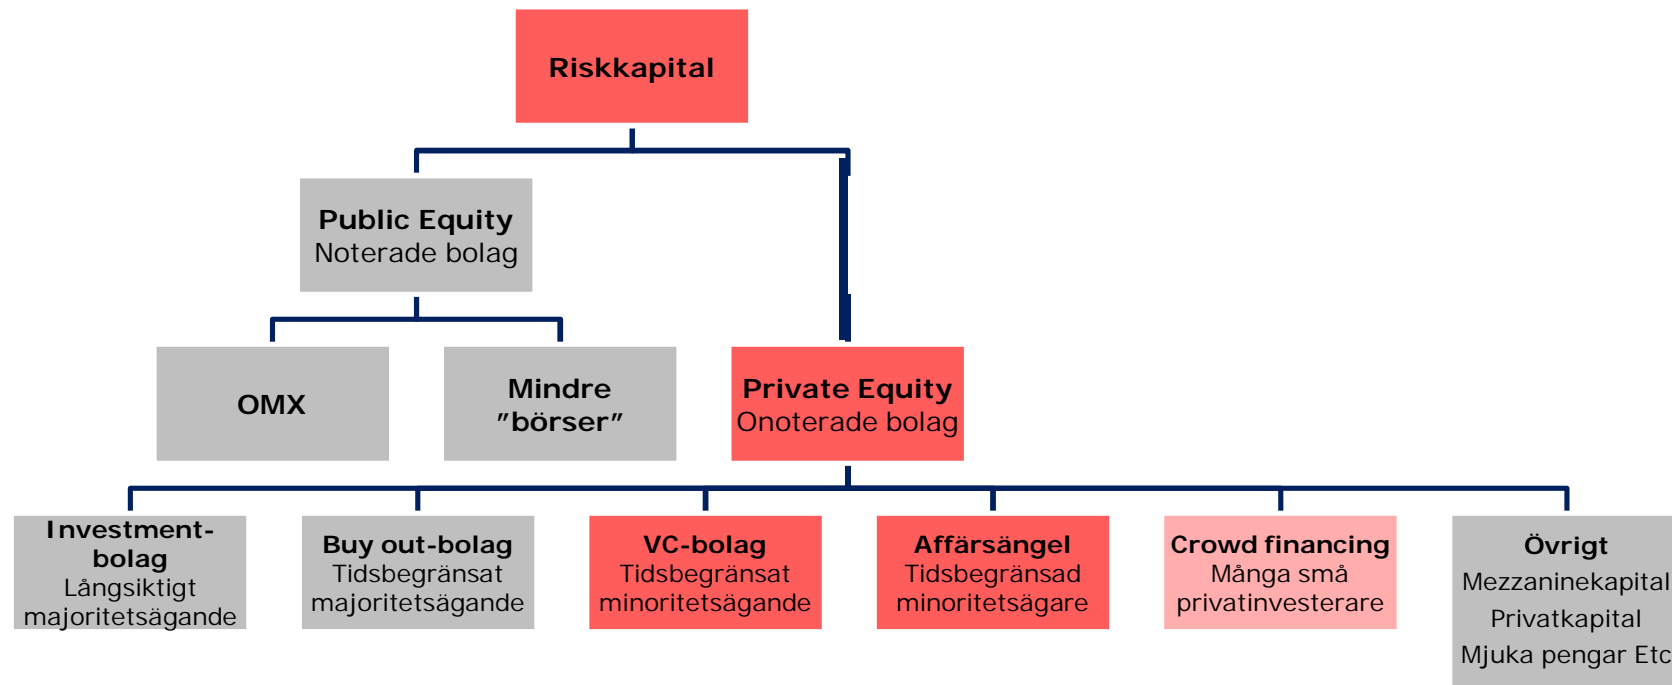 Riskkapital
Public Equity
Noterade bolag
OMX
Mindre
"börser"
Private Equity
Onoterade bolag
Investment-
bolag
Långsiktigt
majoritetsägande
Buy out-bolag
Tidsbegränsat
majoritetsägande
VC-bolag
Tidsbegränsat
minoritetsägande
Affärsängel
Tidsbegränsad
minoritetsägare
Crowd financing
Många små
privatinvesterare
Övrigt
Mezzaninekapital
Privatkapital
Mjuka pengar Etc